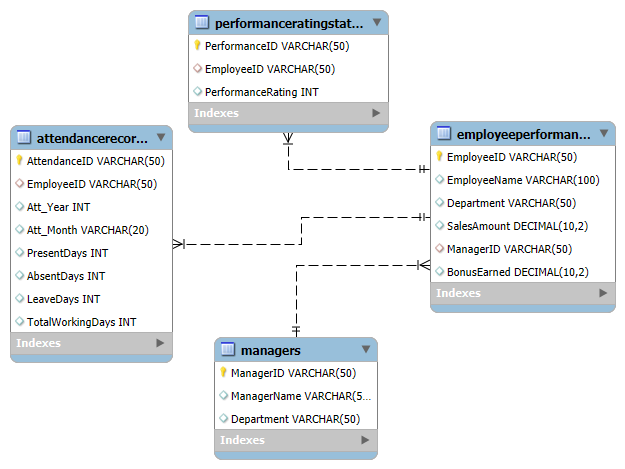 performanceratingstat...
PerformanceID VARCHAR(50)
EmployeeID VARCHAR(50)
PerformanceRating INT
Indexes
attendancerecor...
AttendanceID VARCHAR(50)
EmployeeID VARCHAR(50)
Att_Year INT
Att_Month VARCHAR(20)
PresentDays INT
AbsentDays INT
LeaveDays INT
TotalWorkingDays INT
Indexes
employeeperforman...
EmployeeID VARCHAR(50)
EmployeeName VARCHAR(100)
Department VARCHAR(50)
SalesAmount DECIMAL(10,2)
ManagerID VARCHAR(50)
BonusEarned DECIMAL(10,2)
Indexes
managers
ManagerID VARCHAR(50)
ManagerName VARCHAR(5...
Department VARCHAR(50)
Indexes